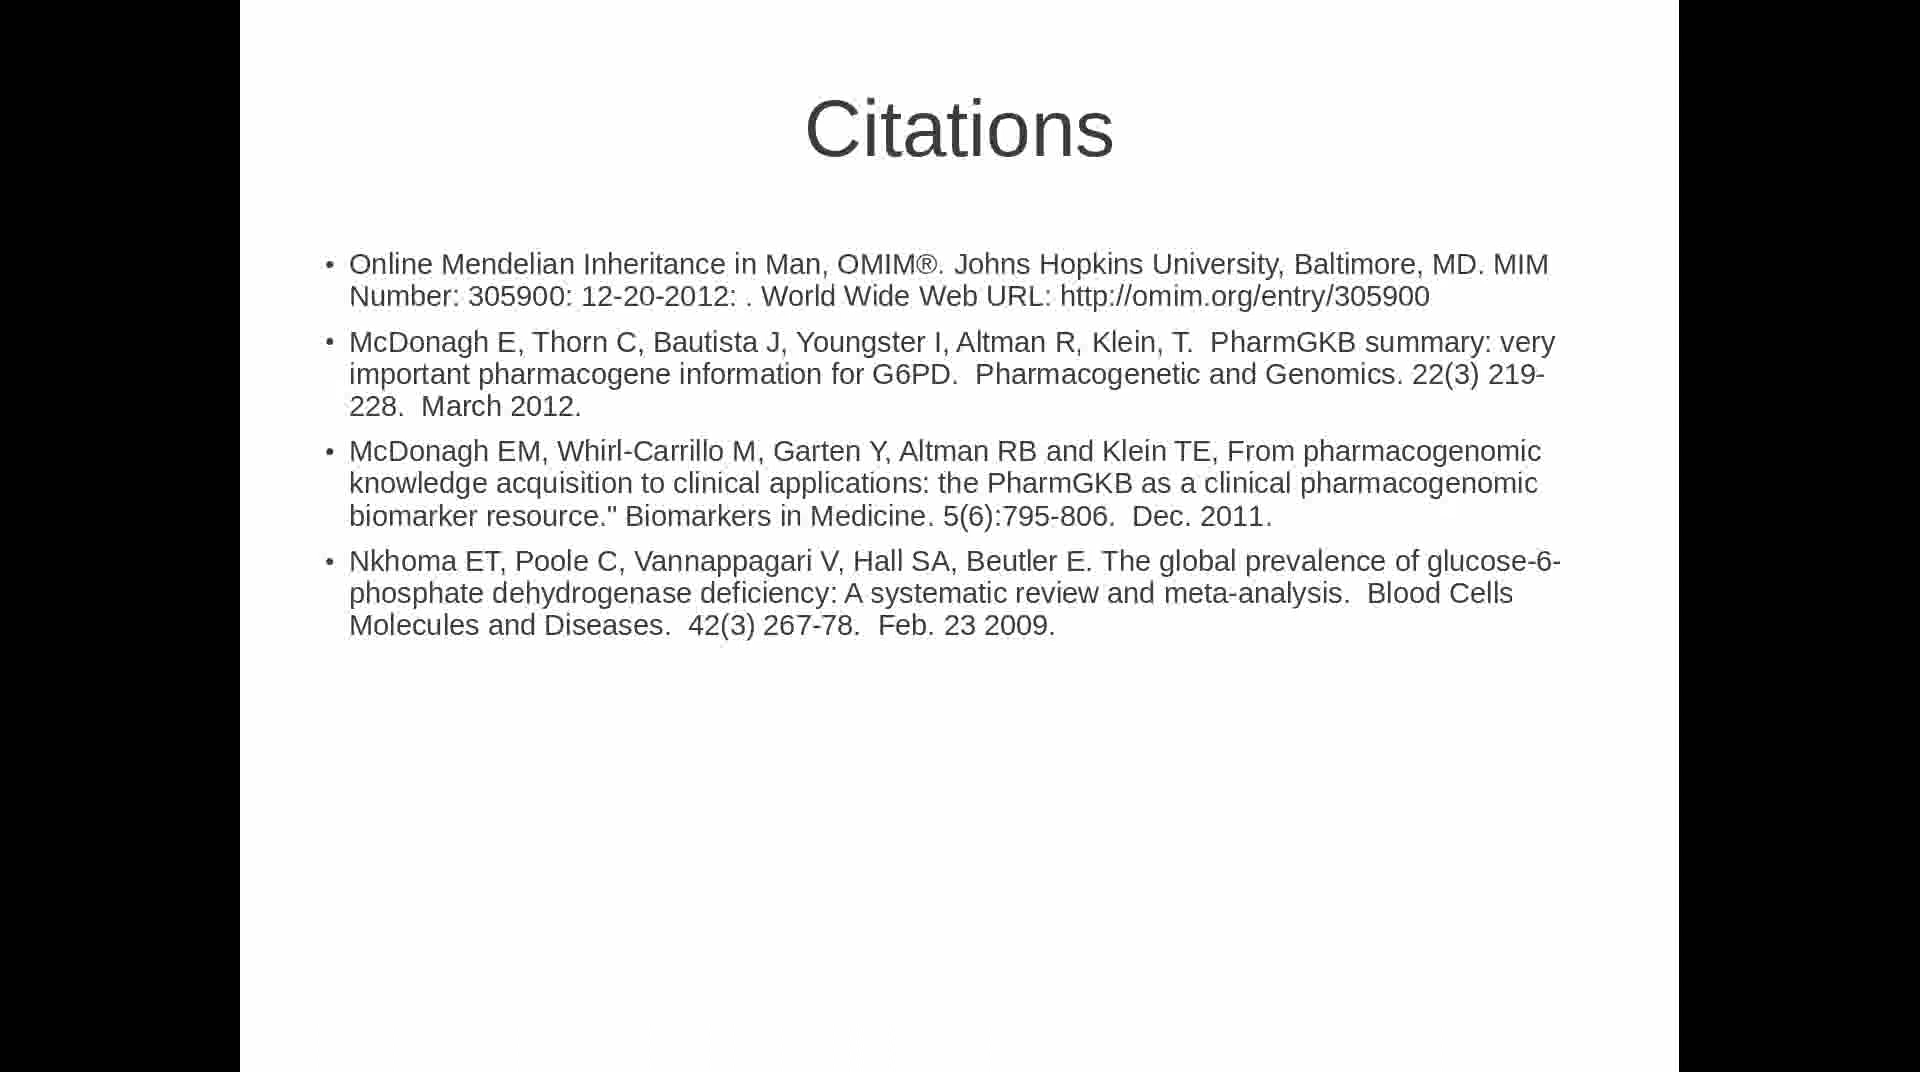 Citations
• Online Mendelian Inheritance in Man, OMIM®. Johns Hopkins University, Baltimore, MD. MIM
Number: 305900: 12-20-2012: . World Wide Web URL: http://omim.org/entry/305900
• McDonagh E, Thorn C, Bautista J, Youngster I, Altman R, Klein, T.  PharmGKB summary: very
important pharmacogene information for G6PD.  Pharmacogenetic and Genomics. 22(3) 219-
228.  March 2012.
• McDonagh EM, Whirl-Carrillo M, Garten Y, Altman RB and Klein TE, From pharmacogenomic
knowledge acquisition to clinical applications: the PharmGKB as a clinical pharmacogenomic
biomarker resource." Biomarkers in Medicine. 5(6):795-806.  Dec. 2011.
• Nkhoma ET, Poole C, Vannappagari V, Hall SA, Beutler E. The global prevalence of glucose-6-
phosphate dehydrogenase deficiency: A systematic review and meta-analysis.  Blood Cells
Molecules and Diseases.  42(3) 267-78.  Feb. 23 2009.